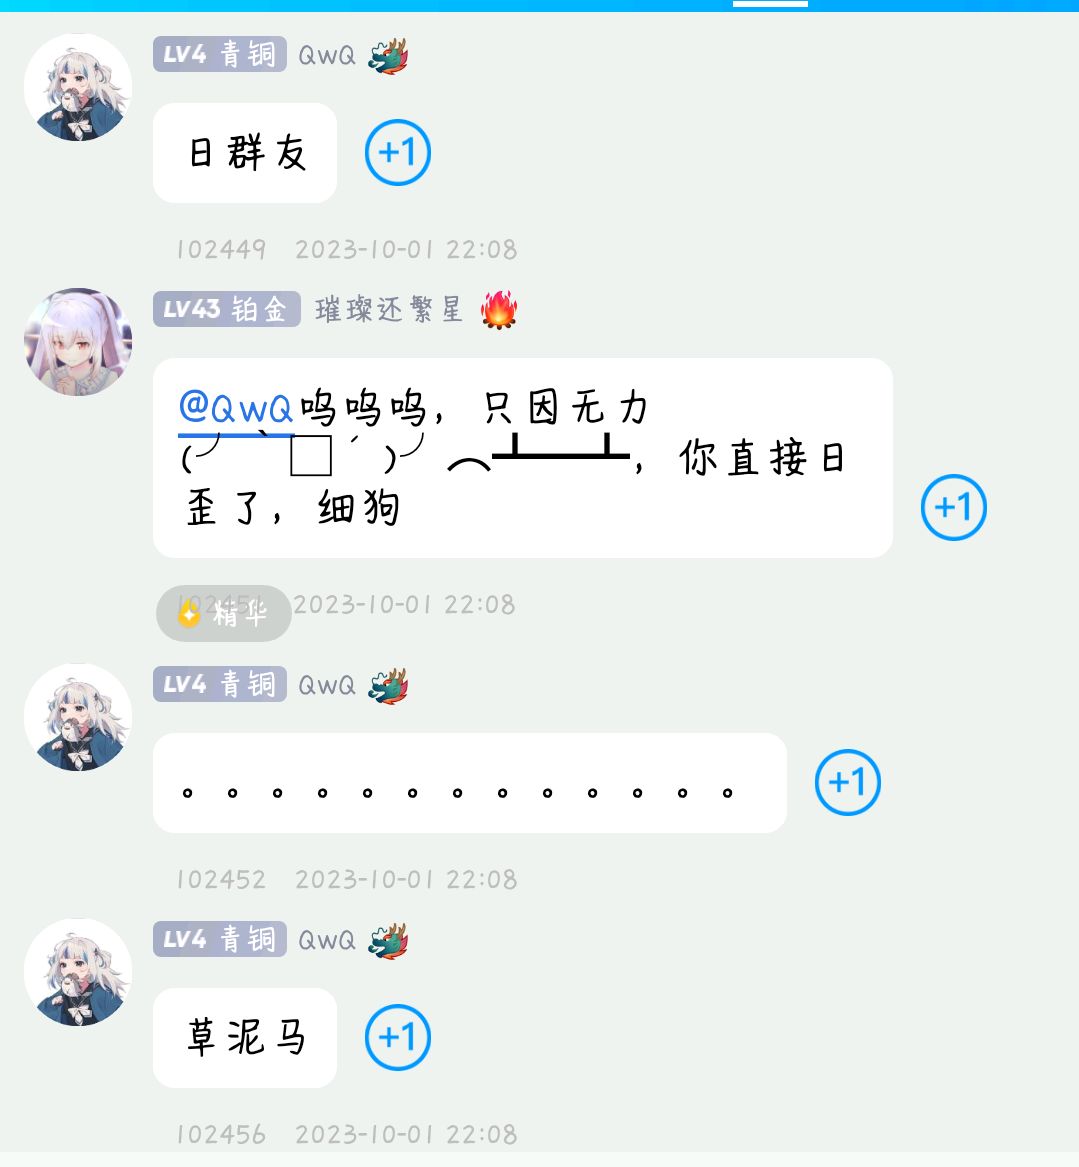 LV4 青铜 QwQ
日群友
+1
102449 2023-10-01 22:08
LV43 铂金 璀璨还繁星
@QwQ呜呜呜，只因无力
(╯‵□′)╯︵┻━┻，你直接日
歪了，细狗
+1
102451 2023-10-01 22:08
精华
LV4 青铜 QwQ
。。。。。。。。。。。。。
+1
102452 2023-10-01 22:08
LV4 青铜 QwQ
草泥马
+1
102456 2023-10-01 22:08